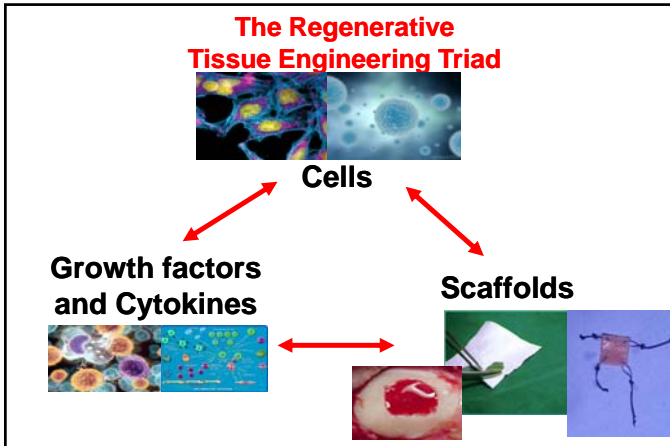 The Regenerative
Tissue Engineering Triad
Cells
Growth factors
and Cytokines
Scaffolds